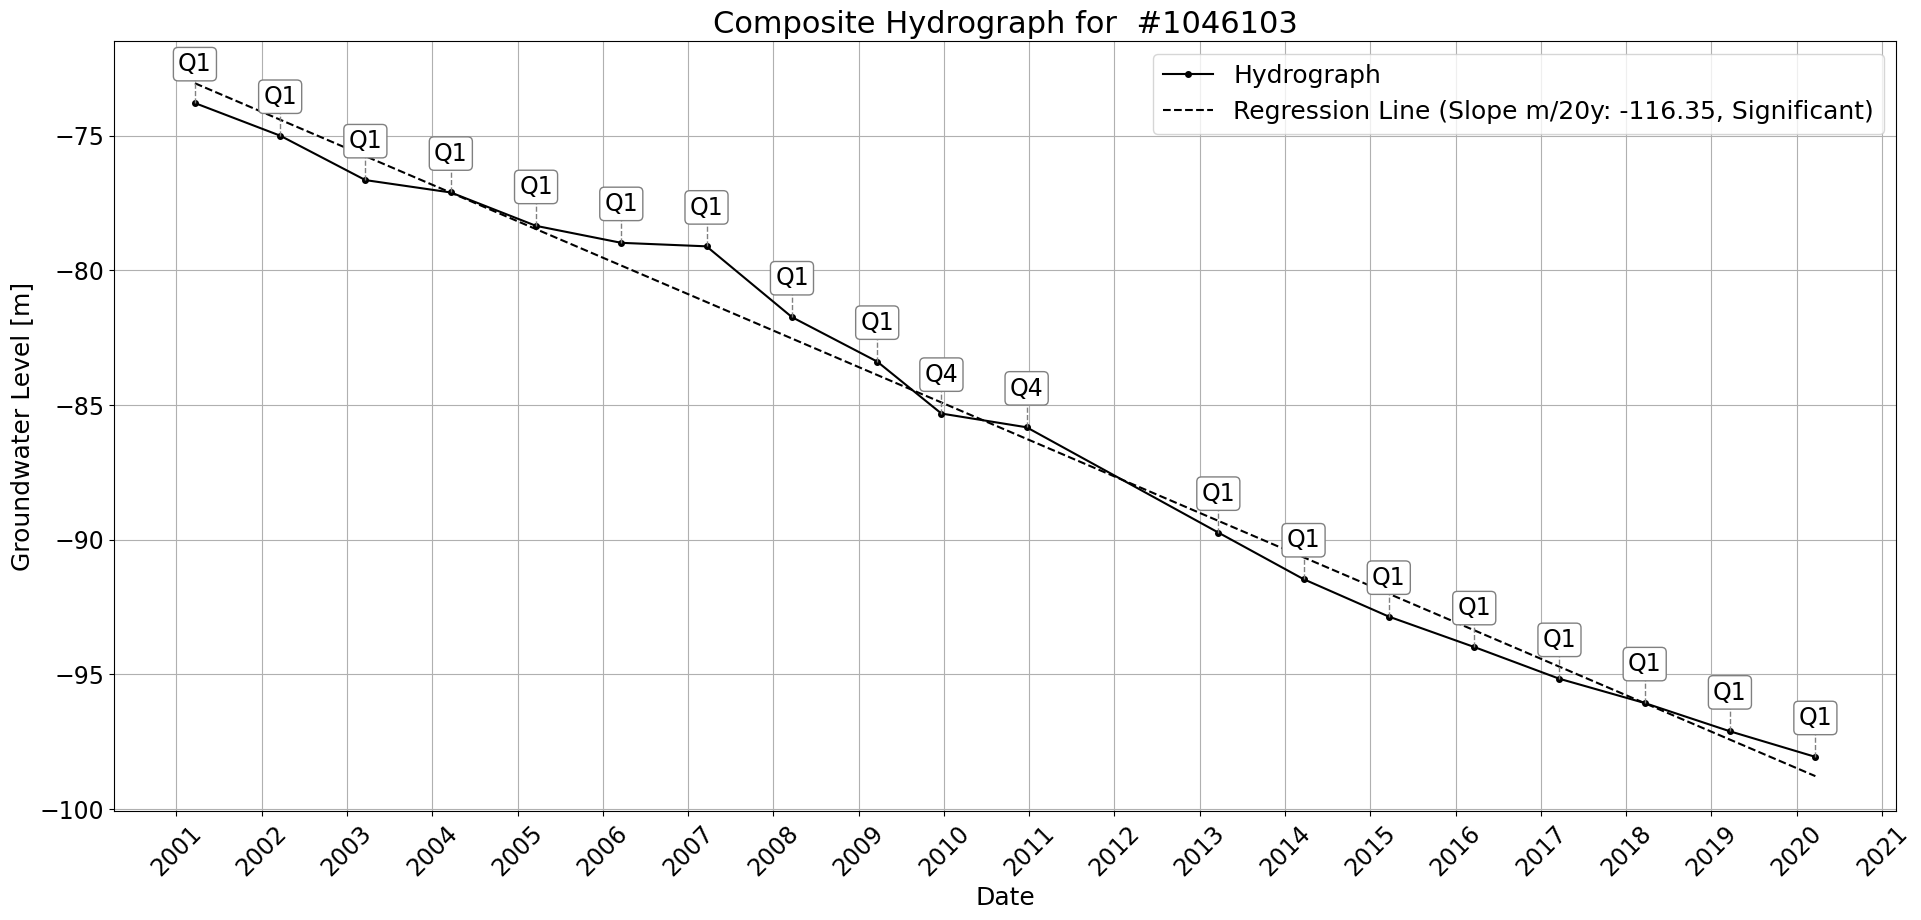 Composite Hydrograph for  #1046103
Hydrograph
Regression Line (Slope m/20y: -116.35, Significant)
Groundwater Level [m]
−75
−80
−85
−90
−95
−100
Q1
Q1
Q1
Q1
Q1
Q1
Q1
Q1
Q1
Q4
Q4
Q1
Q1
Q1
Q1
Q1
Q1
Q1
Q1
2001
2002
2003
2004
2005
2006
2007
2008
2009
2010
2011
2012
2013
2014
2015
2016
2017
2018
2019
2020
2021
Date